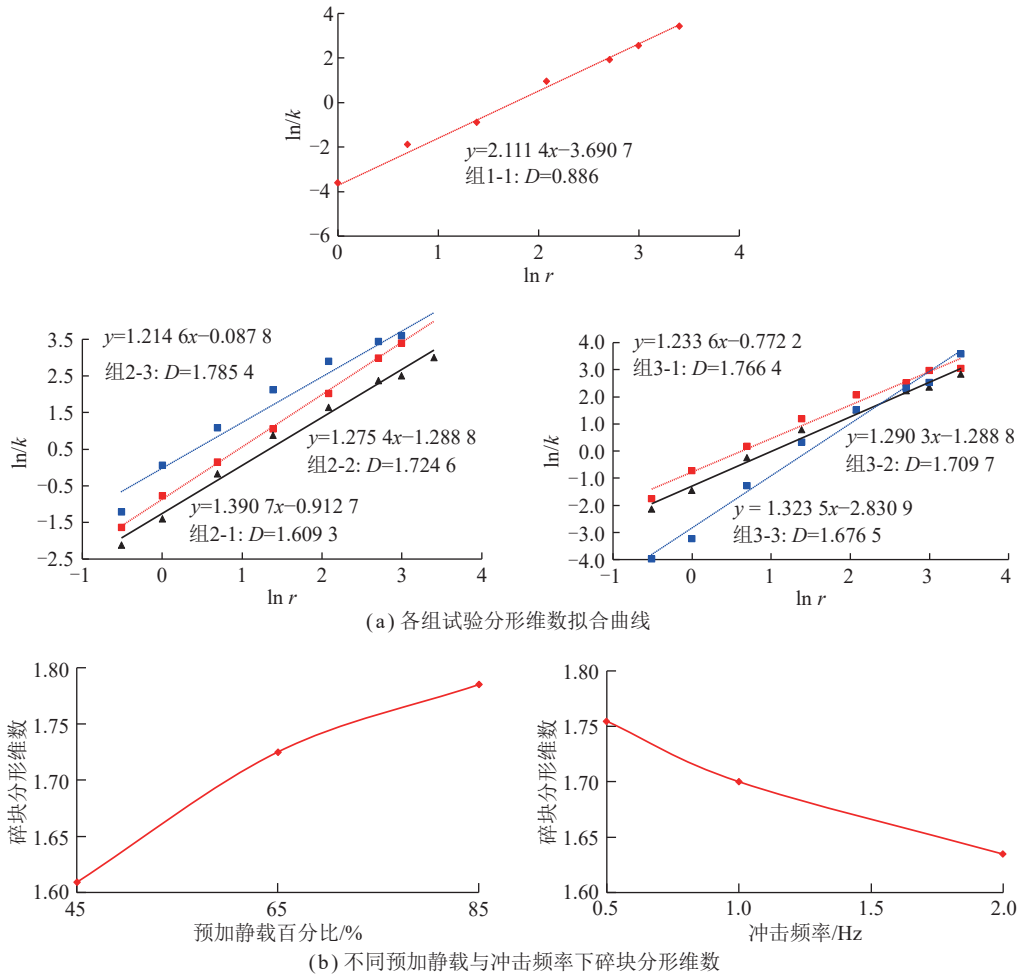 4
2
0
−2
−4
−6
ln/k
y=2.111 4x−3.690 7
组1-1: D=0.886
0 1 2 3 4
ln r
3.5
2.5
1.5
0.5
−0.5
−1.5
−2.5
ln/k
y=1.214 6x−0.087 8
组2-3: D=1.785 4
y=1.275 4x−1.288 8
组2-2: D=1.724 6
y=1.390 7x−0.912 7
组2-1: D=1.609 3
−1 0 1 2 3 4
ln r
4.0
3.0
2.0
1.0
0.0
−1.0
−2.0
−3.0
−4.0
ln/k
y=1.233 6x−0.772 2
组3-1: D=1.766 4
y=1.290 3x−1.288 8
组3-2: D=1.709 7
y = 1.323 5x−2.830 9
组3-3: D=1.676 5
−1 0 1 2 3 4
ln r
(a) 各组试验分形维数拟合曲线
1.80
1.75
1.70
1.65
1.60
碎块分形维数
45 65 85
预加静载百分比/%
1.80
1.75
1.70
1.65
1.60
碎块分形维数
0.5 1.0 1.5 2.0
冲击频率/Hz
(b) 不同预加静载与冲击频率下碎块分形维数